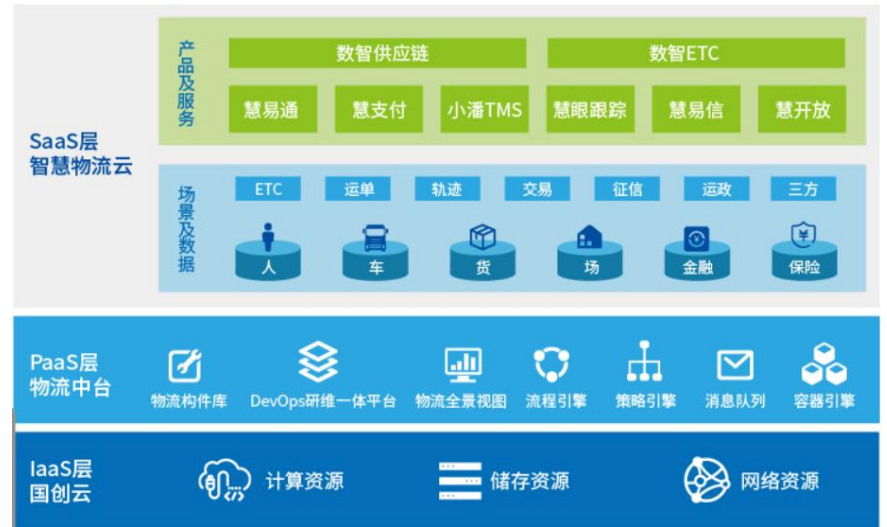 SaaS层
智慧物流云
产品及服务
数智供应链
数智ETC
慧易通
慧支付
小潘TMS
慧眼跟踪
慧易信
慧开放
场景及数据
ETC
运单
轨迹
交易
征信
运政
三方
人
车
货
场
金融
保险
PaaS层
物流中台
物流构件库
DevOps研维一体平台
物流全景视图
流程引擎
策略引擎
消息队列
容器引擎
IaaS层
国创云
计算资源
储存资源
网络资源